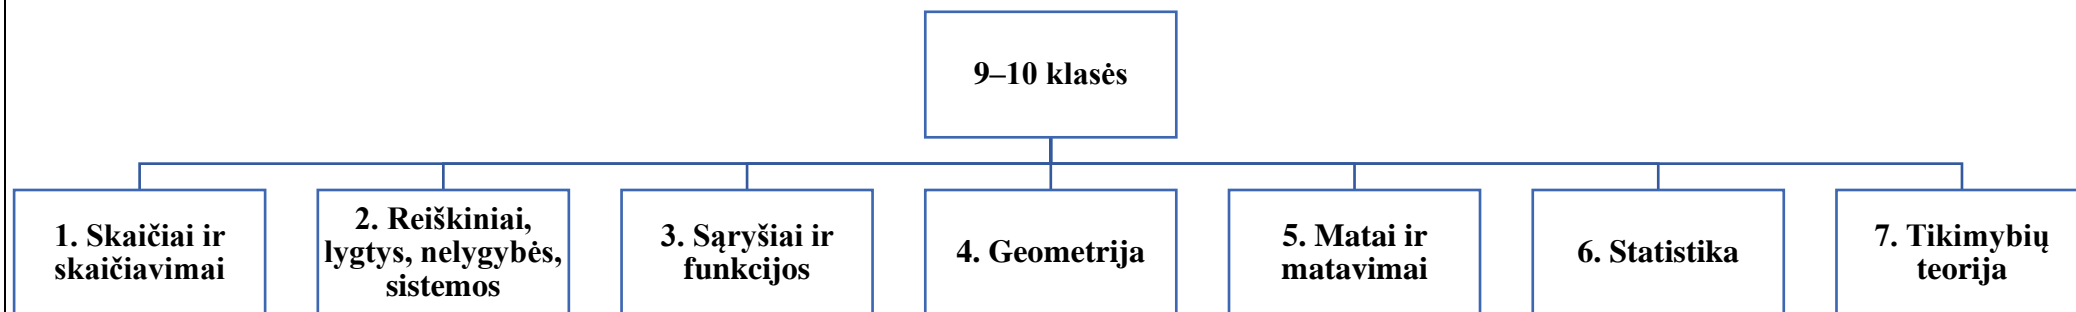 9–10 klasės
1. Skaičiai ir
skaičiavimai
2. Reiškiniai,
lygtys, nelygybės,
sistemos
3. Sąryšiai ir
funkcijos
4. Geometrija
5. Matai ir
matavimai
6. Statistika
7. Tikimybių
teorija